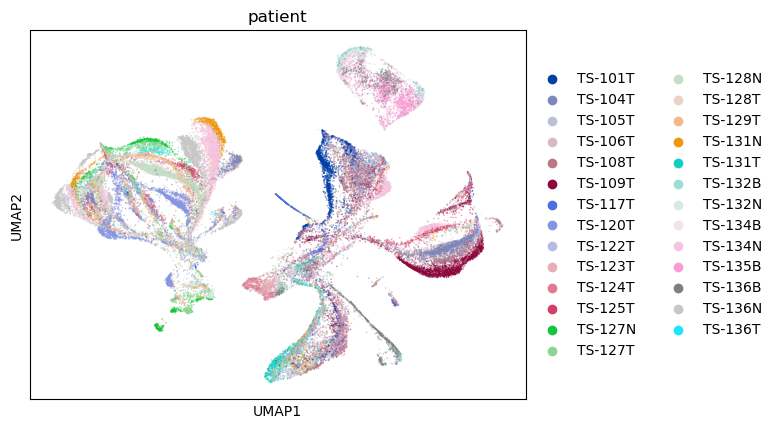 patient
UMAP2
UMAP1
TS-101T
TS-104T
TS-105T
TS-106T
TS-108T
TS-109T
TS-117T
TS-120T
TS-122T
TS-123T
TS-124T
TS-125T
TS-127N
TS-127T
TS-128N
TS-128T
TS-129T
TS-131N
TS-131T
TS-132B
TS-132N
TS-134B
TS-134N
TS-135B
TS-136B
TS-136N
TS-136T